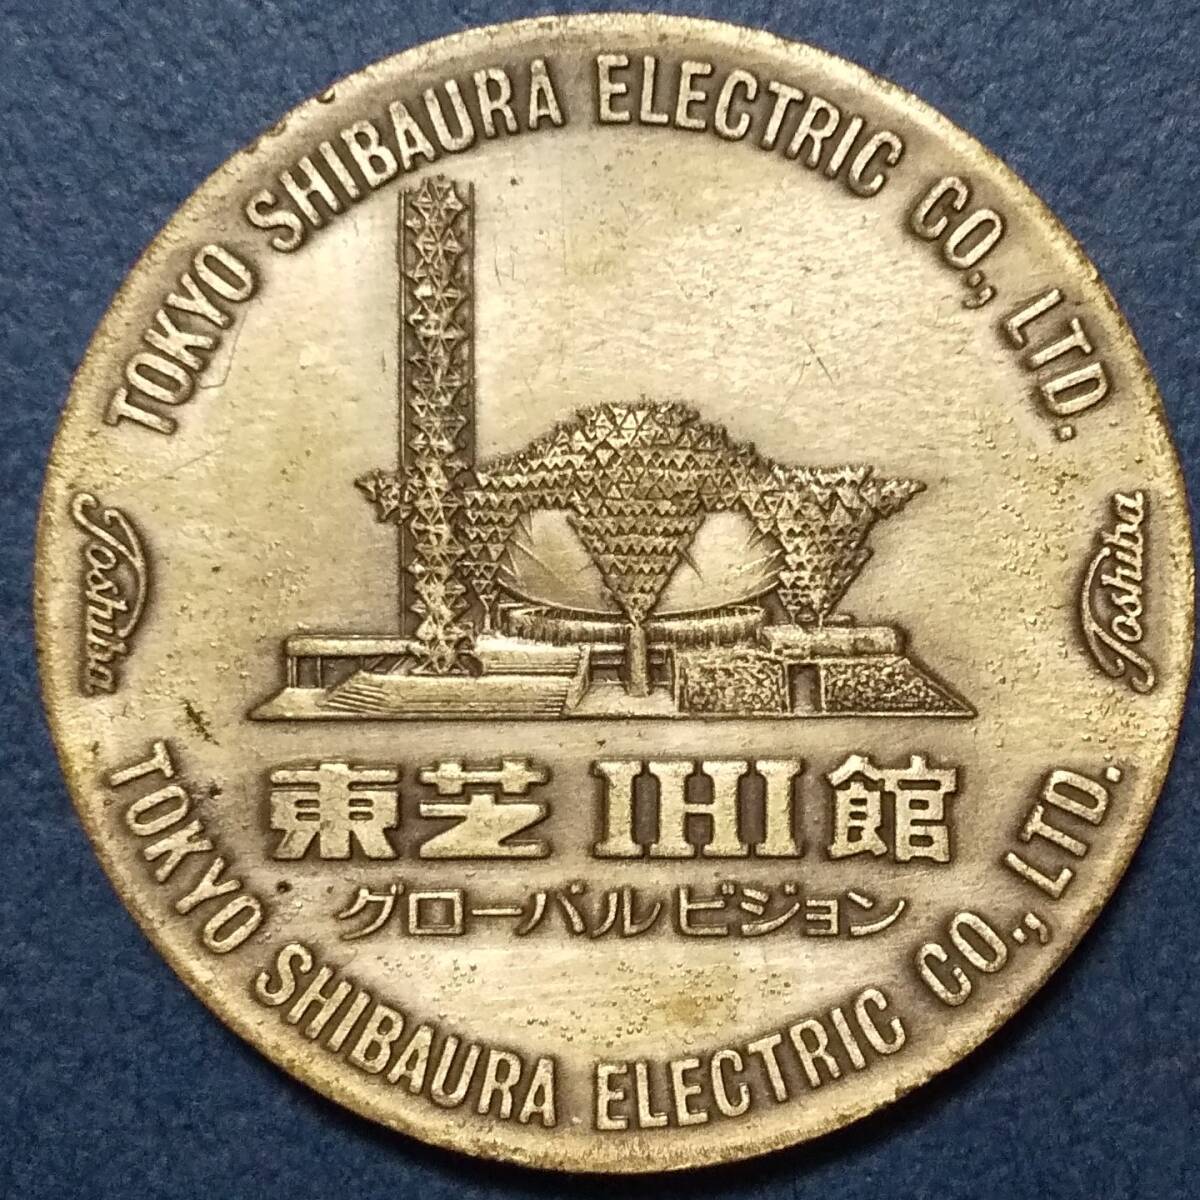 TOKYO SHIBAURA ELECTRIC CO., LTD.
Toshiba
Toshiba
東芝 IHI 館
グローバル ビジョン
TOKYO SHIBAURA ELECTRIC CO., LTD.